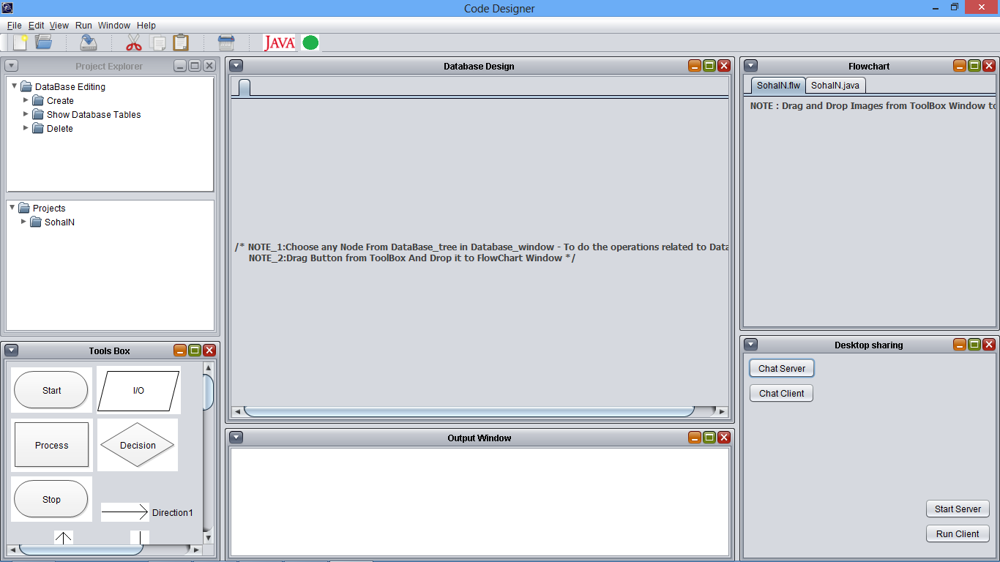 Code Designer
File Edit View Run Window Help
JAVA
Project Explorer
DataBase Editing
Create
Show Database Tables
Delete
Projects
SohaIN
Tools Box
Start
I/O
Process
Decision
Stop
Direction1
Database Design
/* NOTE_1:Choose any Node From DataBase_tree in Database_window - To do the operations related to Data
NOTE_2:Drag Button from ToolBox And Drop it to FlowChart Window */
Output Window
Flowchart
SohaIN.flw SohaIN.java
NOTE : Drag and Drop Images from ToolBox Window to
Desktop sharing
Chat Server
Chat Client
Start Server
Run Client